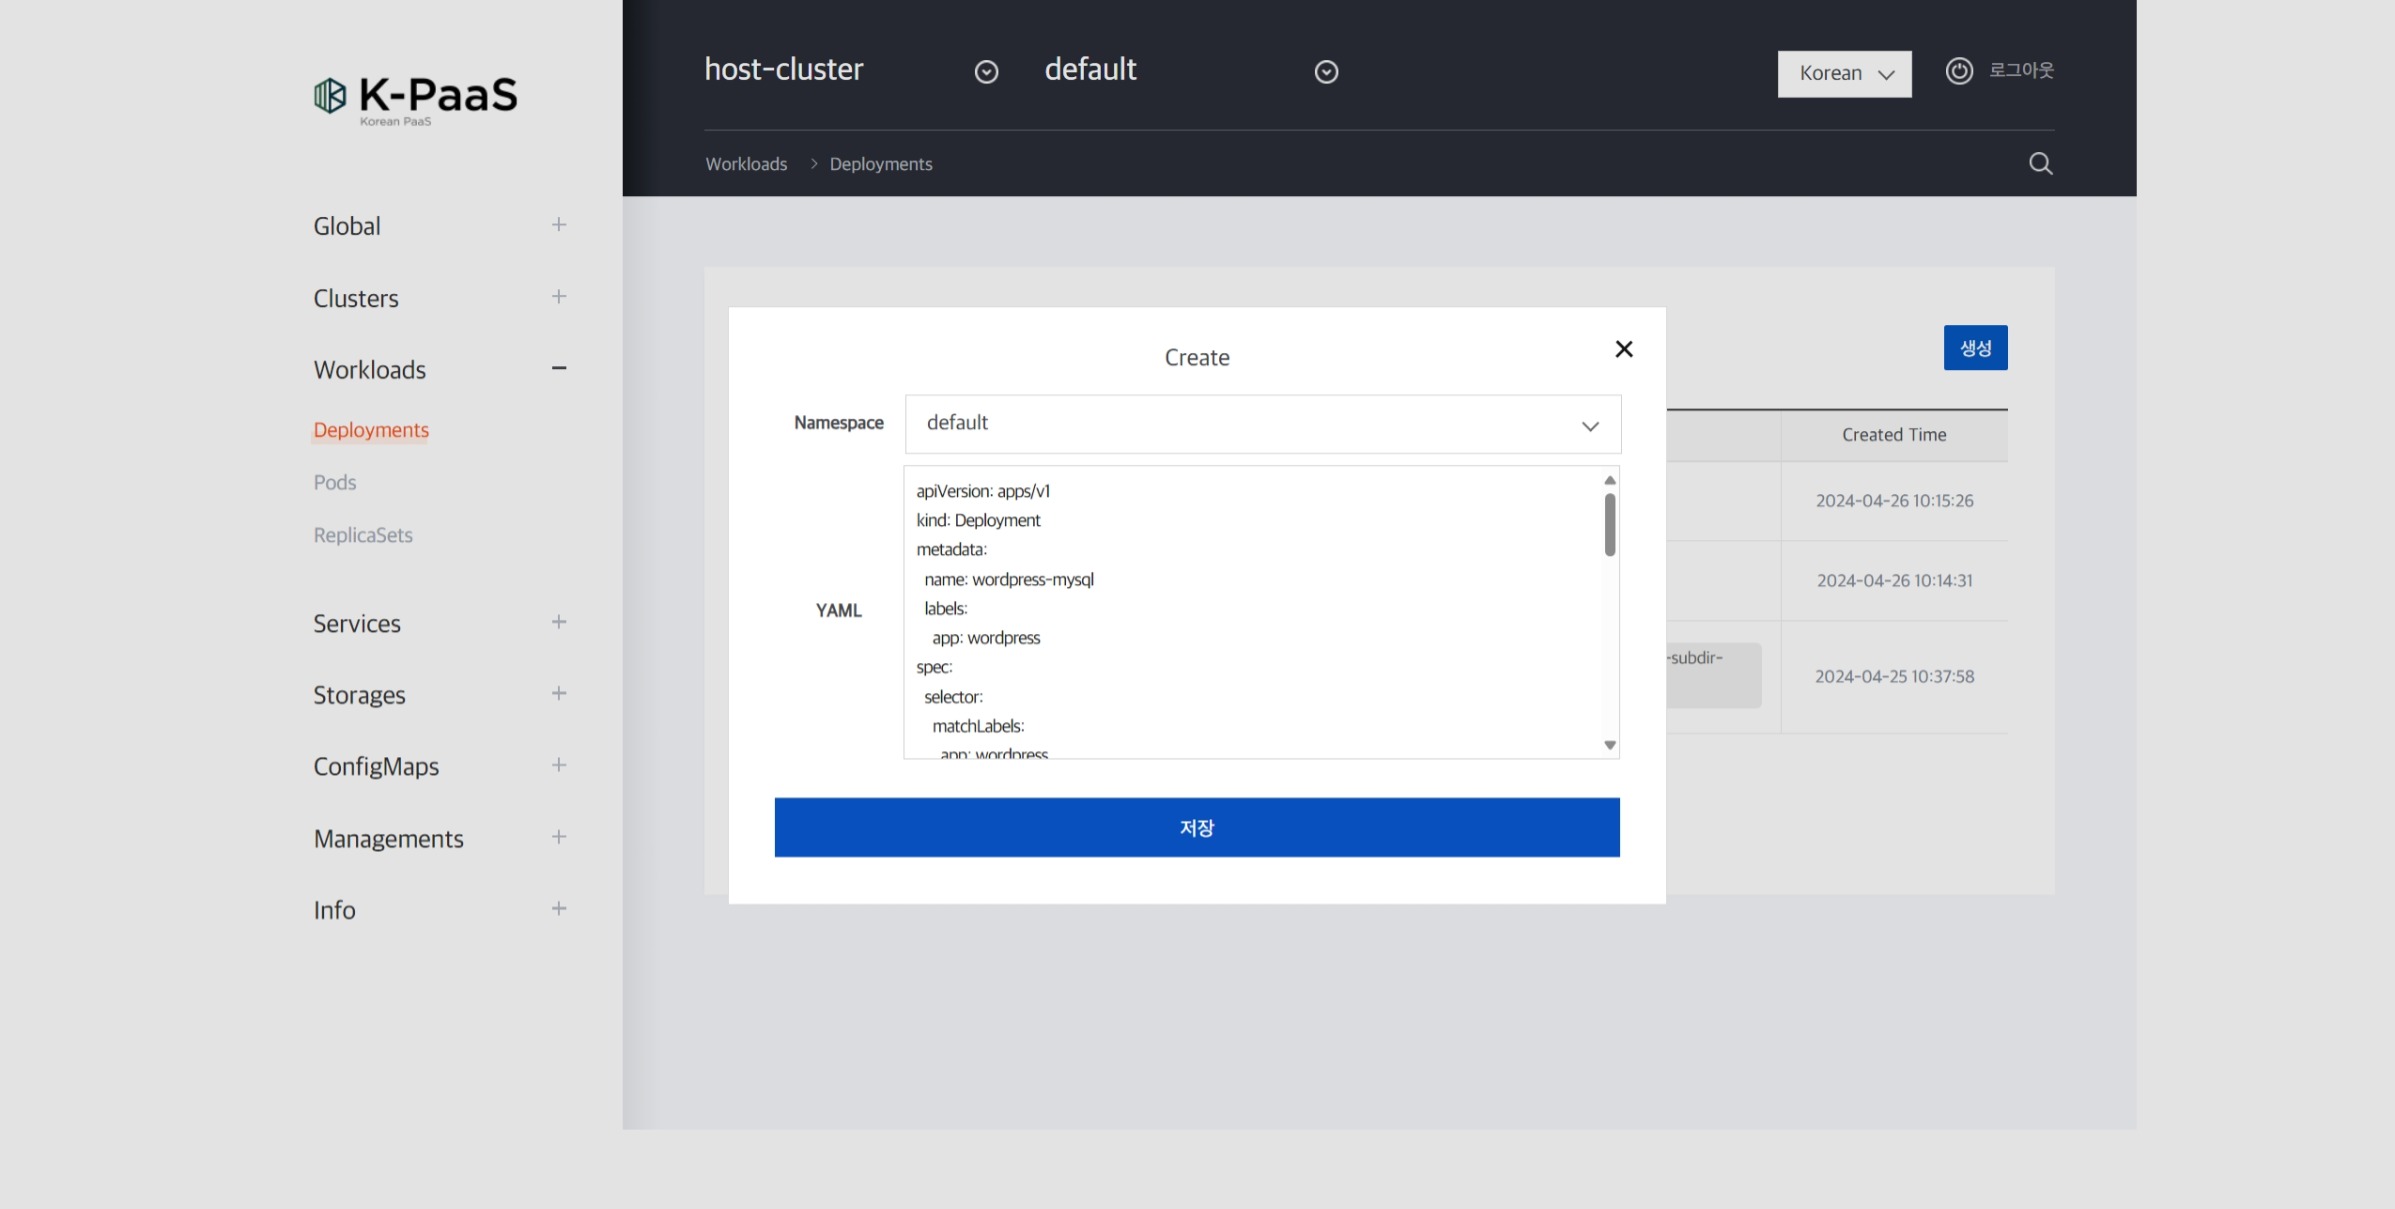 K-PaaS
Korean PaaS
host-cluster
default
Korean
로그아웃
Workloads > Deployments
Global
Clusters
Workloads
Deployments
Pods
ReplicaSets
Services
Storages
ConfigMaps
Managements
Info
생성
Created Time
2024-04-26 10:15:26
2024-04-26 10:14:31
-subdir-
2024-04-25 10:37:58
Create
Namespace
default
YAML
apiVersion: apps/v1
kind: Deployment
metadata:
name: wordpress-mysql
labels:
app: wordpress
spec:
selector:
matchLabels:
app: wordpress
저장